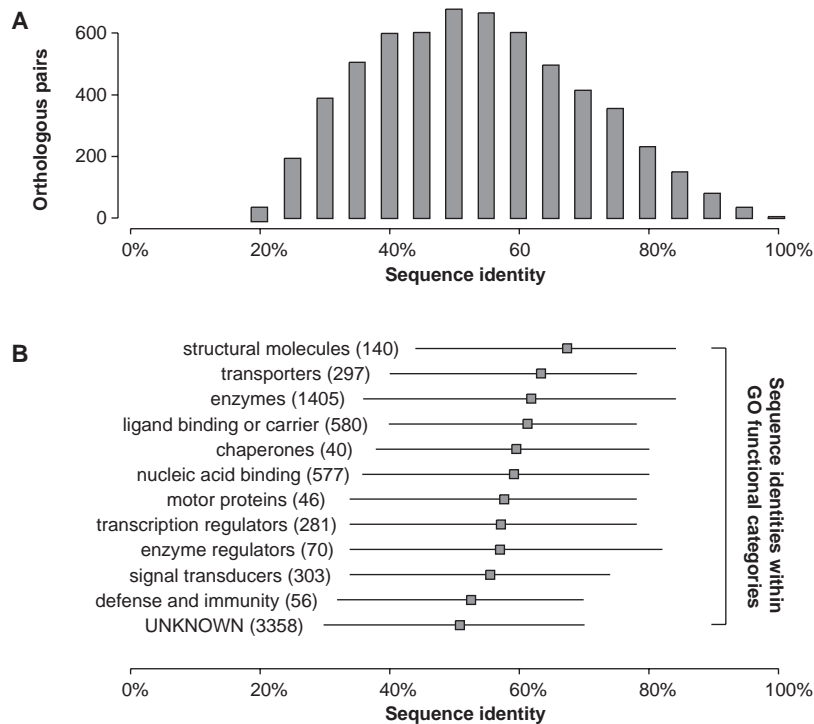 A
Orthologous pairs
600
400
200
0
0%
20%
40%
60
80%
100%
Sequence identity
B
structural molecules (140)
transporters (297)
enzymes (1405)
ligand binding or carrier (580)
chaperones (40)
nucleic acid binding (577)
motor proteins (46)
transcription regulators (281)
enzyme regulators (70)
signal transducers (303)
defense and immunity (56)
UNKNOWN (3358)
Sequence identities within
GO functional categories
0%
20%
40%
60%
80%
100%
Sequence identity